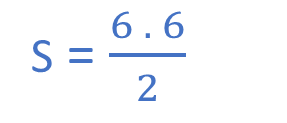 S = 6 . 6 / 2